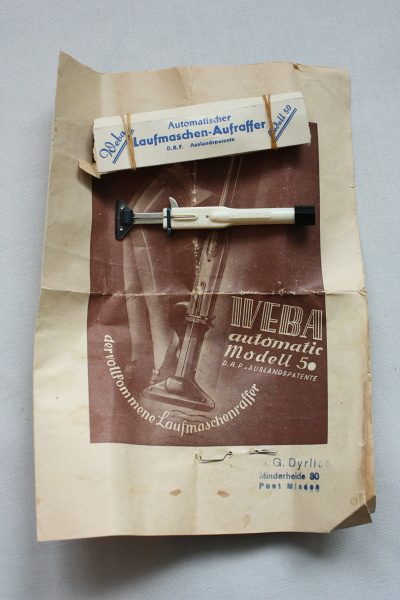 Weba
Automatischer
Laufmaschen-Aufraffer
D.R.P. Auslandspatente
Modell 50
WEBA
automatic
Modell 50
D.R.P.-AUSLANDSPATENTE
der vollkommene Laufmaschenraffer
G. Dyrlich
Minderheide 30
Post Minden